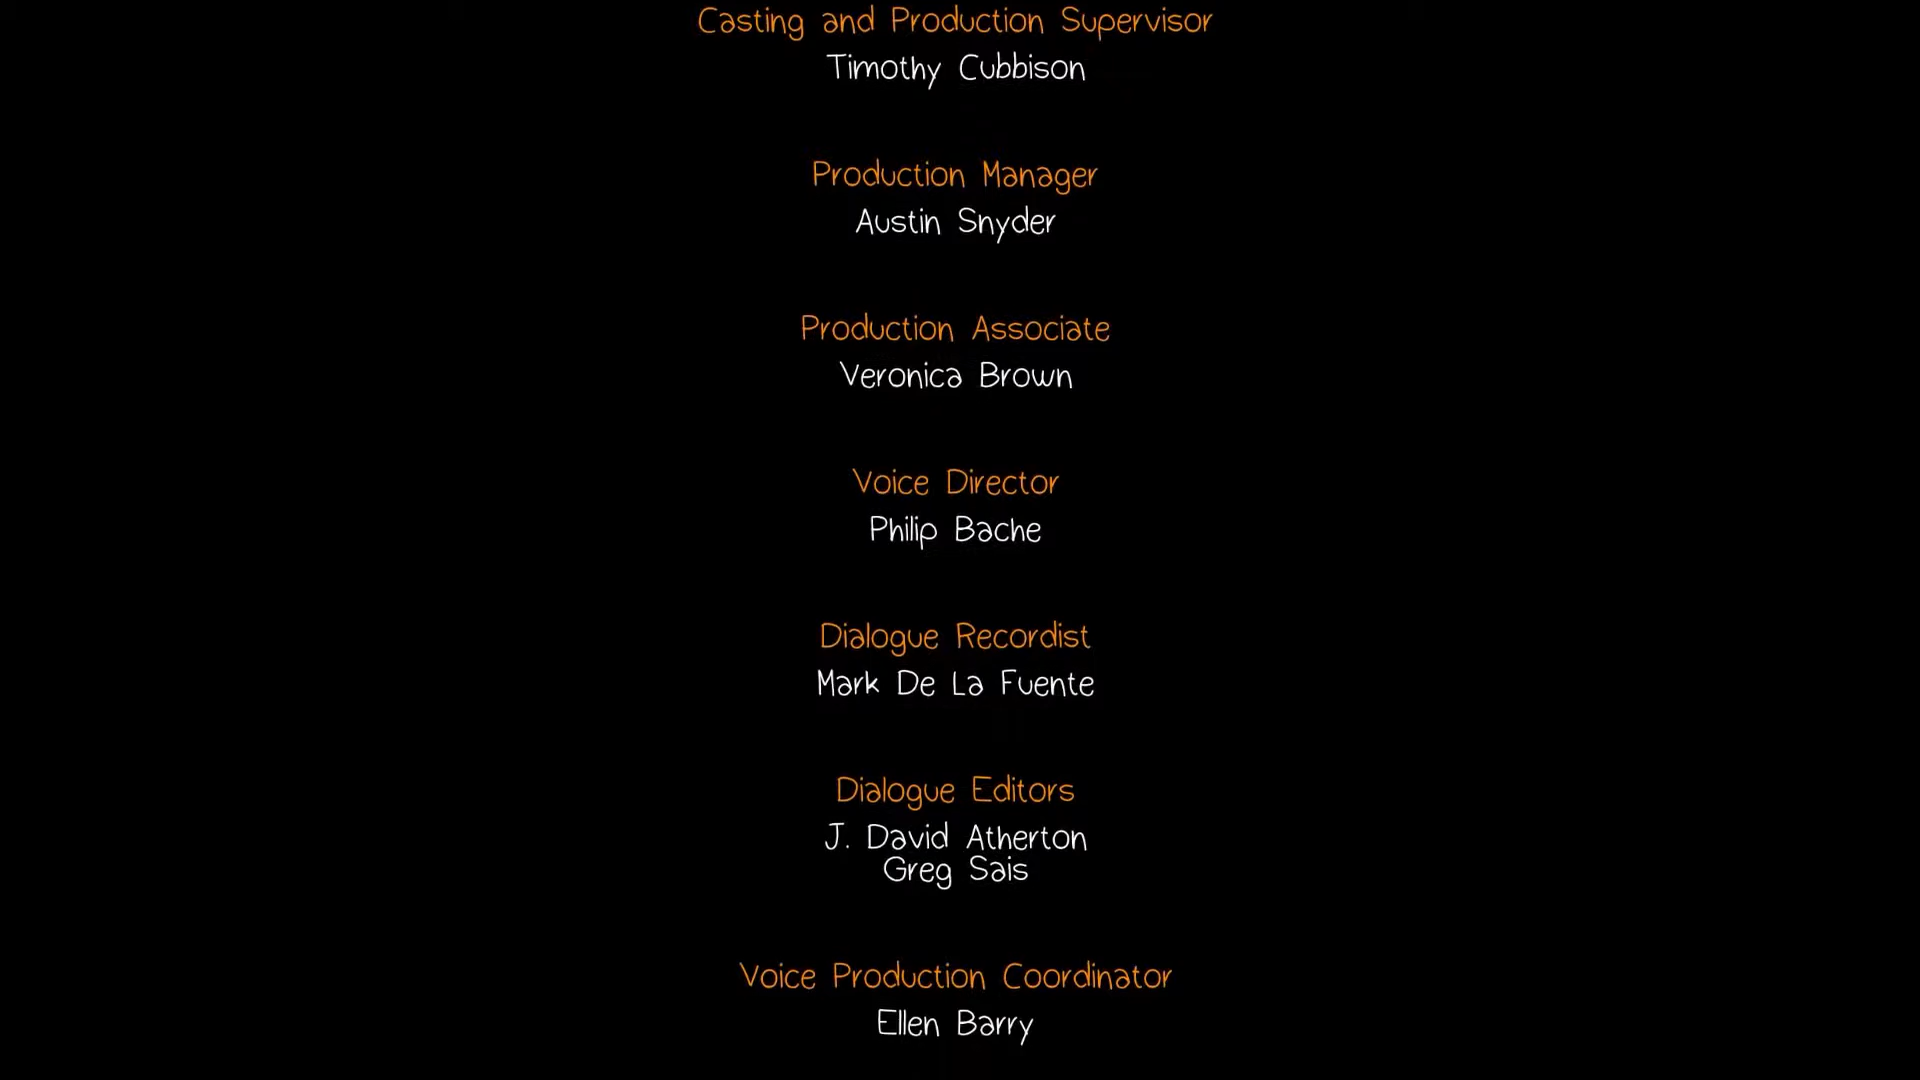 Casting and Production Supervisor
Timothy Cubbison
Production Manager
Austin Snyder
Production Associate
Veronica Brown
Voice Director
Philip Bache
Dialogue Recordist
Mark De La Fuente
Dialogue Editors
J. David Atherton
Greg Sais
Voice Production Coordinator
Ellen Barry